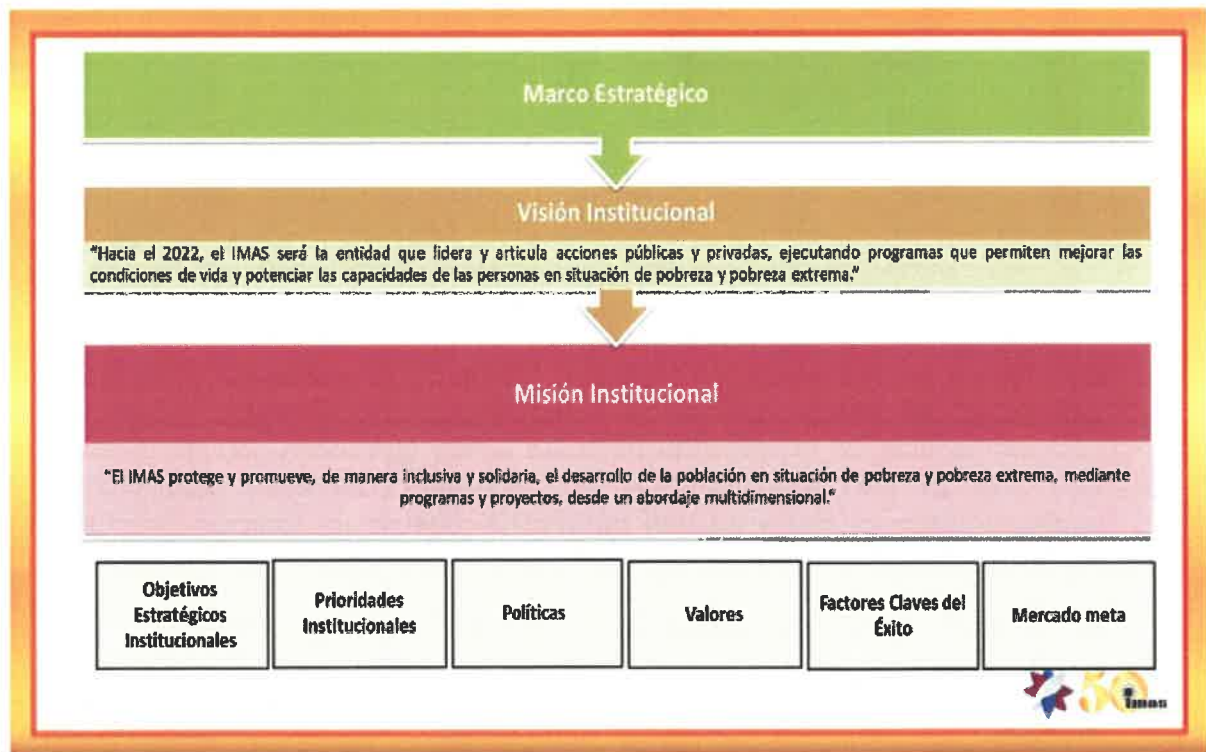 Marco Estratégico
Visión Institucional
"Hacia el 2022, el IMAS será la entidad que lidera y articula acciones públicas y privadas, ejecutando programas que permiten mejorar las
condiciones de vida y potenciar las capacidades de las personas en situación de pobreza y pobreza extrema."
Misión Institucional
"El IMAS protege y promueve, de manera inclusiva y solidaria, el desarrollo de la población en situación de pobreza y pobreza extrema, mediante
programas y proyectos, desde un abordaje multidimensional."
Objetivos
Estratégicos
Institucionales
Prioridades
Institucionales
Políticas
Valores
Factores Claves del
Éxito
Mercado meta
50 imas